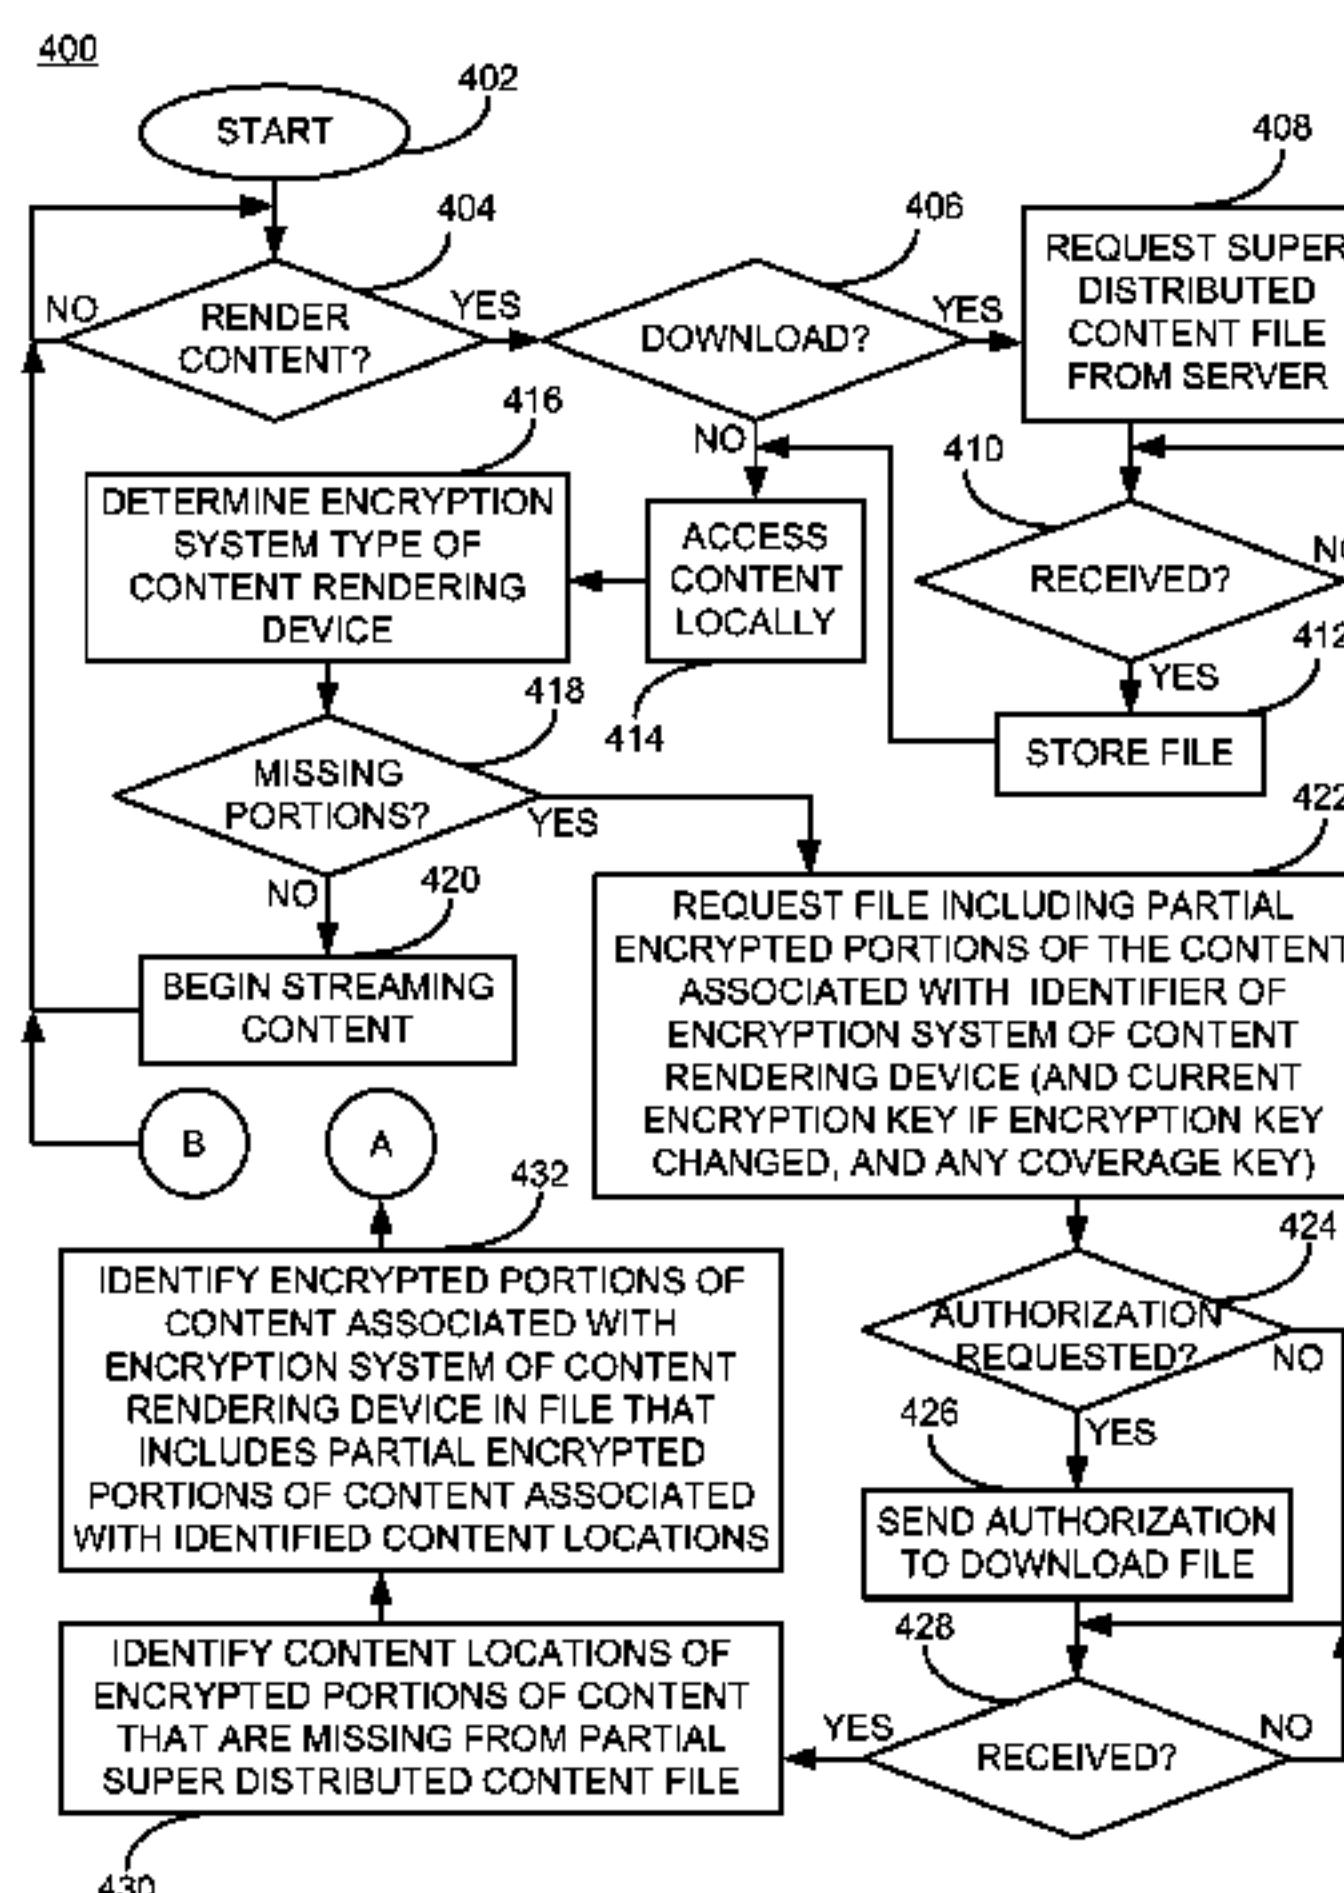 400
402
START
408
404
406
REQUEST SUPER
DISTRIBUTED
CONTENT FILE
FROM SERVER
NO
RENDER
CONTENT?
YES
DOWNLOAD?
YES
416
NO
410
DETERMINE ENCRYPTION
SYSTEM TYPE OF
CONTENT RENDERING
DEVICE
ACCESS
CONTENT
LOCALLY
RECEIVED?
NO
412
YES
418
414
STORE FILE
MISSING
PORTIONS?
YES
422
NO
420
REQUEST FILE INCLUDING PARTIAL
ENCRYPTED PORTIONS OF THE CONTENT
ASSOCIATED WITH IDENTIFIER OF
ENCRYPTION SYSTEM OF CONTENT
RENDERING DEVICE (AND CURRENT
ENCRYPTION KEY IF ENCRYPTION KEY
CHANGED, AND ANY COVERAGE KEY)
BEGIN STREAMING
CONTENT
B
A
432
424
IDENTIFY ENCRYPTED PORTIONS OF
CONTENT ASSOCIATED WITH
ENCRYPTION SYSTEM OF CONTENT
RENDERING DEVICE IN FILE THAT
INCLUDES PARTIAL ENCRYPTED
PORTIONS OF CONTENT ASSOCIATED
WITH IDENTIFIED CONTENT LOCATIONS
AUTHORIZATION
REQUESTED?
NO
426
YES
SEND AUTHORIZATION
TO DOWNLOAD FILE
428
IDENTIFY CONTENT LOCATIONS OF
ENCRYPTED PORTIONS OF CONTENT
THAT ARE MISSING FROM PARTIAL
SUPER DISTRIBUTED CONTENT FILE
YES
RECEIVED?
NO
430